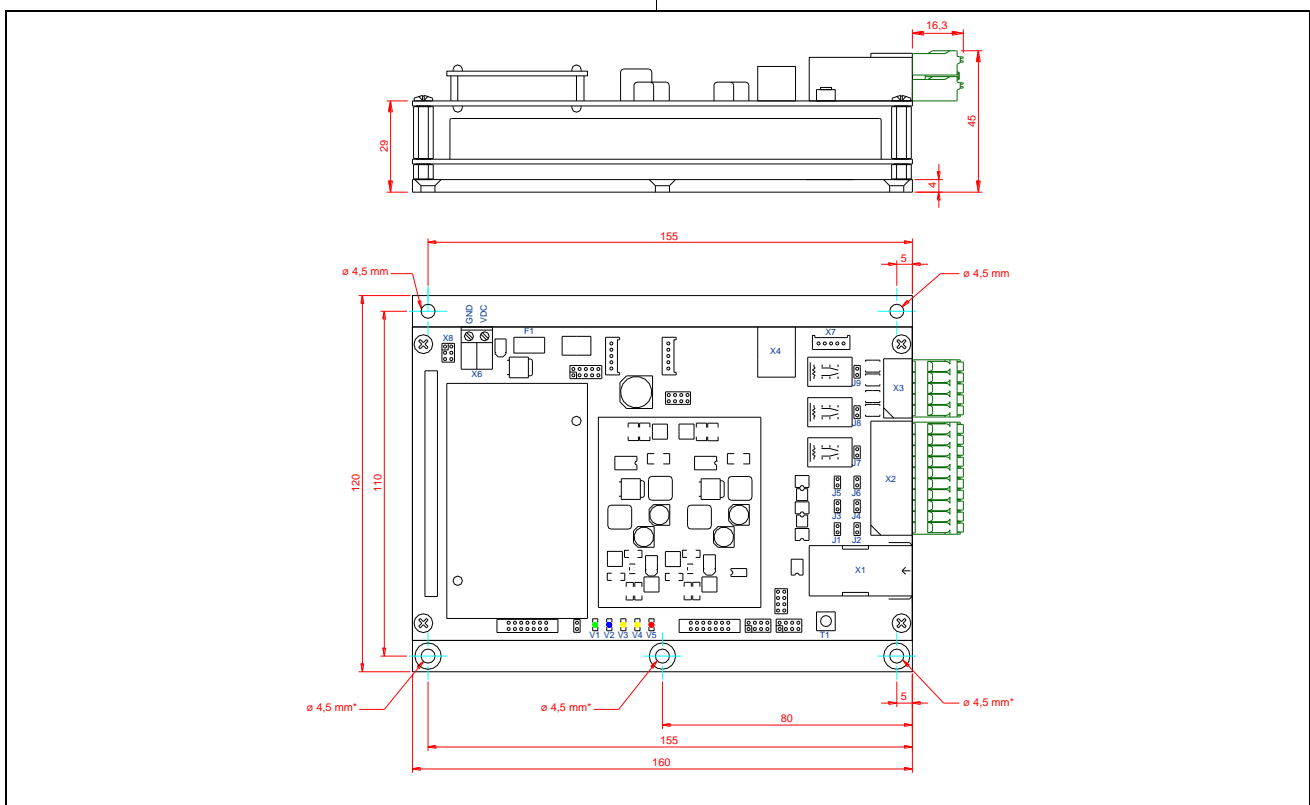 16,3
29
45
4
155
5
ø 4,5 mm
ø 4,5 mm
GND
VDC
F1
X8
X6
X4
X7
J9
X3
J8
J7
X2
J5
J6
J3
J4
J1
J2
X1
120
110
V1
V2
V3
V4
V5
T1
ø 4,5 mm*
ø 4,5 mm*
5
ø 4,5 mm*
80
155
160